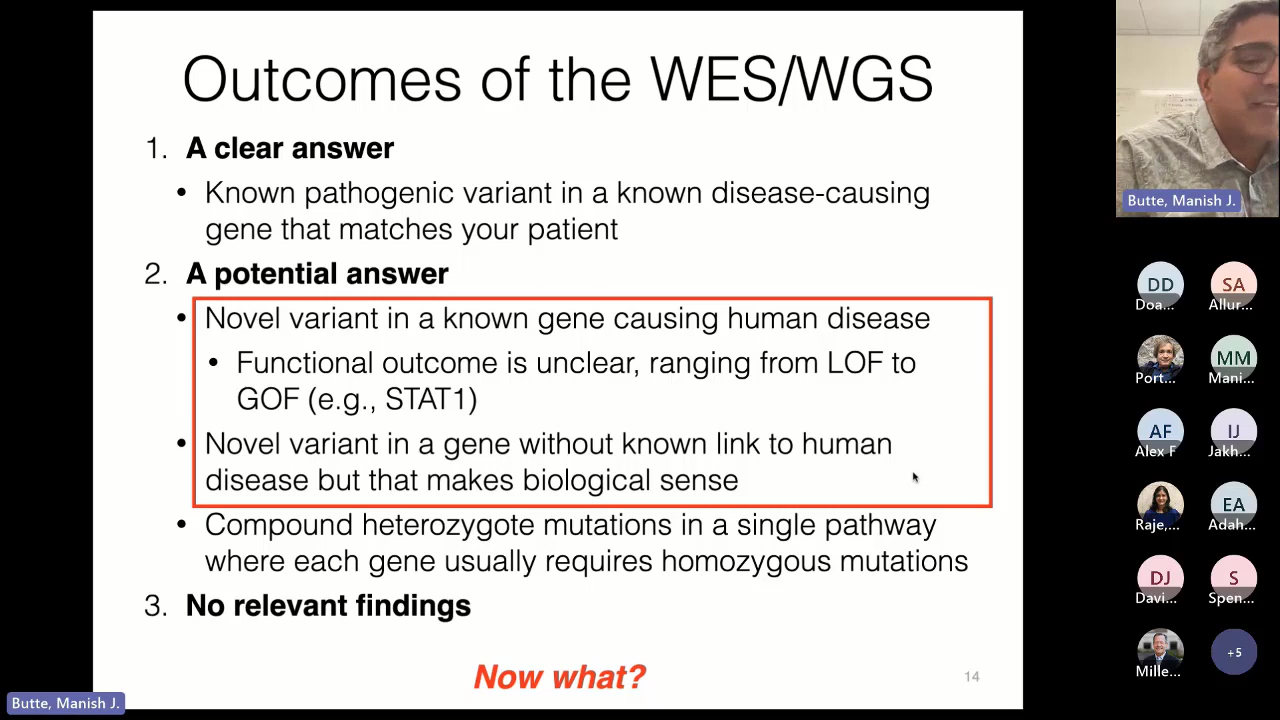 Outcomes of the WES/WGS
1. A clear answer
• Known pathogenic variant in a known disease-causing
gene that matches your patient
2. A potential answer
• Novel variant in a known gene causing human disease
• Functional outcome is unclear, ranging from LOF to
GOF (e.g., STAT1)
• Novel variant in a gene without known link to human
disease but that makes biological sense
• Compound heterozygote mutations in a single pathway
where each gene usually requires homozygous mutations
3. No relevant findings
Now what?
14
Butte, Manish J.
Butte, Manish J.
DD
Doa...
SA
Allur...
Port...
MM
Mani...
AF
Alex F
IJ
Jakh...
Raje,...
EA
Adah...
DJ
Davi...
S
Spen...
Mille...
+5